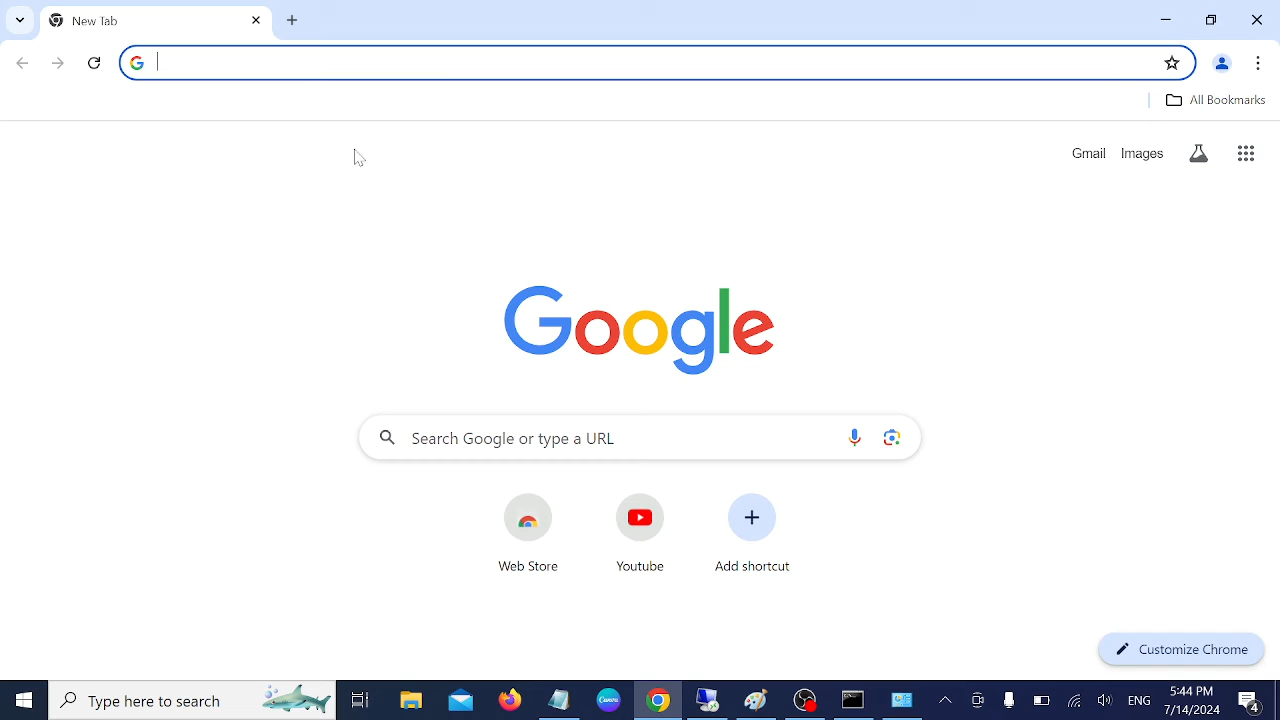 New Tab
All Bookmarks
Gmail Images
Google
Search Google or type a URL
Web Store Youtube Add shortcut
Customize Chrome
Type here to search
Canva
ENG
5:44 PM
7/14/2024
4